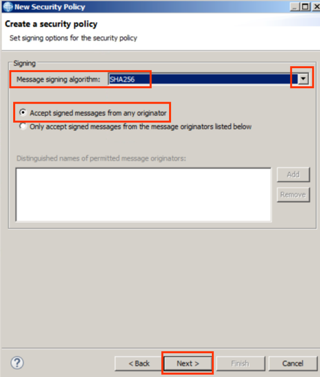 New Security Policy
Create a security policy
Set signing options for the security policy
Signing
Message signing algorithm: SHA256
Accept signed messages from any originator
Only accept signed messages from the message originators listed below
Distinguished names of permitted message originators:
Add
Remove
?
< Back Next > Finish Cancel